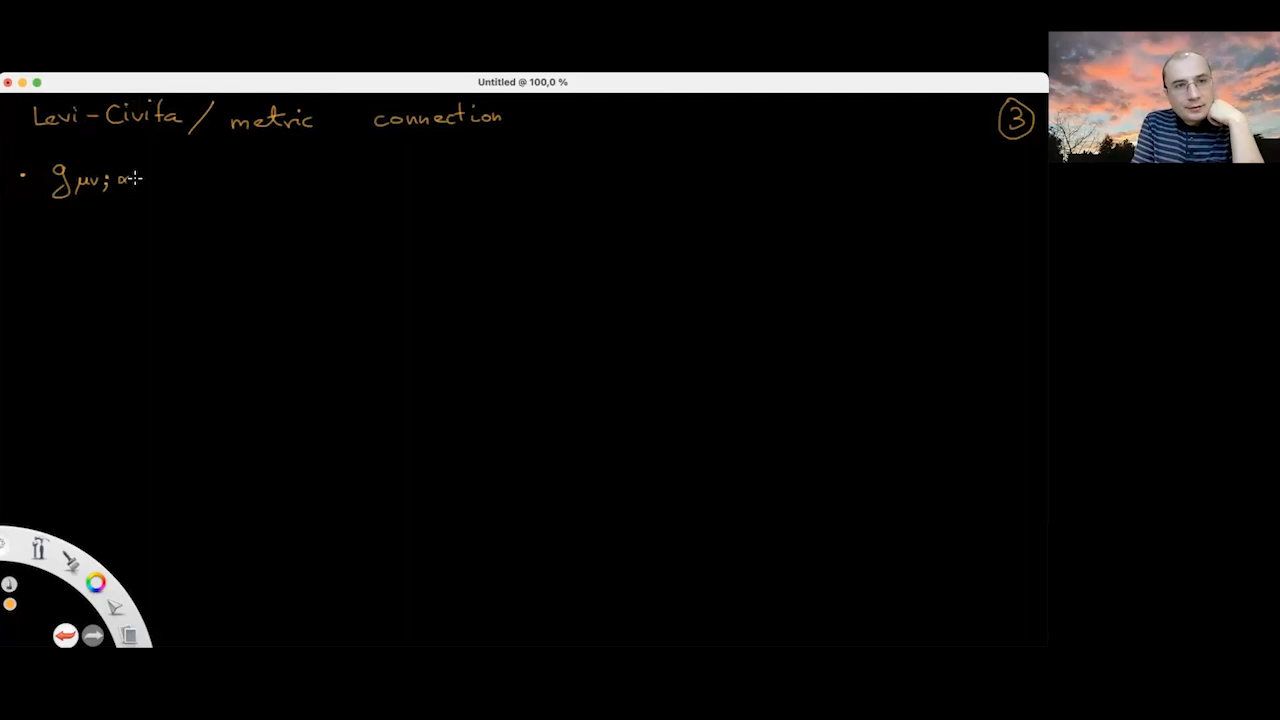 Untitled @ 100,0 %
Levi-Civita/metric connection
3
· gμν;α